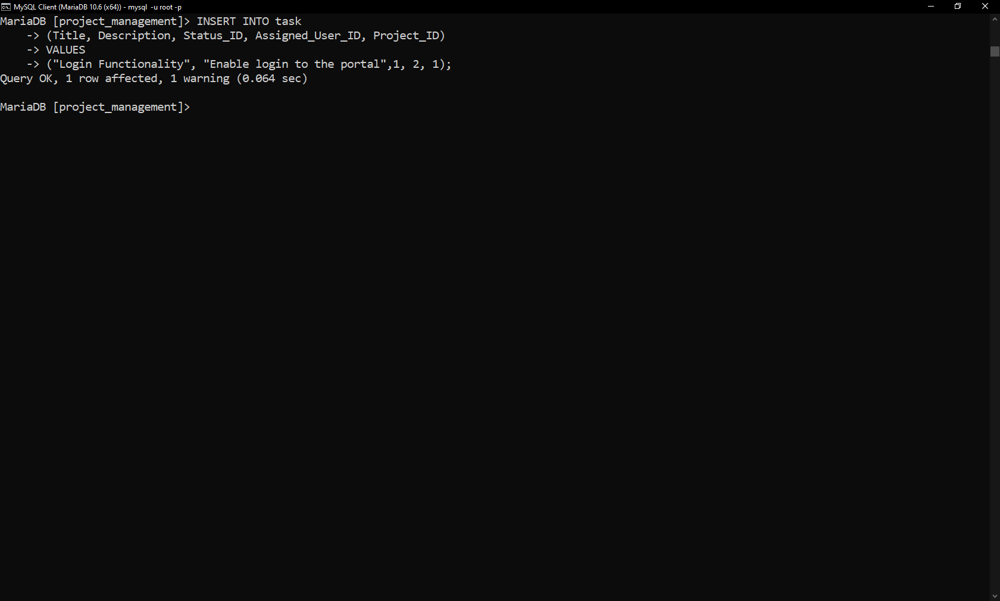 MySQL Client (MariaDB 10.6 (x64)) - mysql  -u root -p
MariaDB [project_management]> INSERT INTO task
    -> (Title, Description, Status_ID, Assigned_User_ID, Project_ID)
    -> VALUES
    -> ("Login Functionality", "Enable login to the portal",1, 2, 1);
Query OK, 1 row affected, 1 warning (0.064 sec)
MariaDB [project_management]>